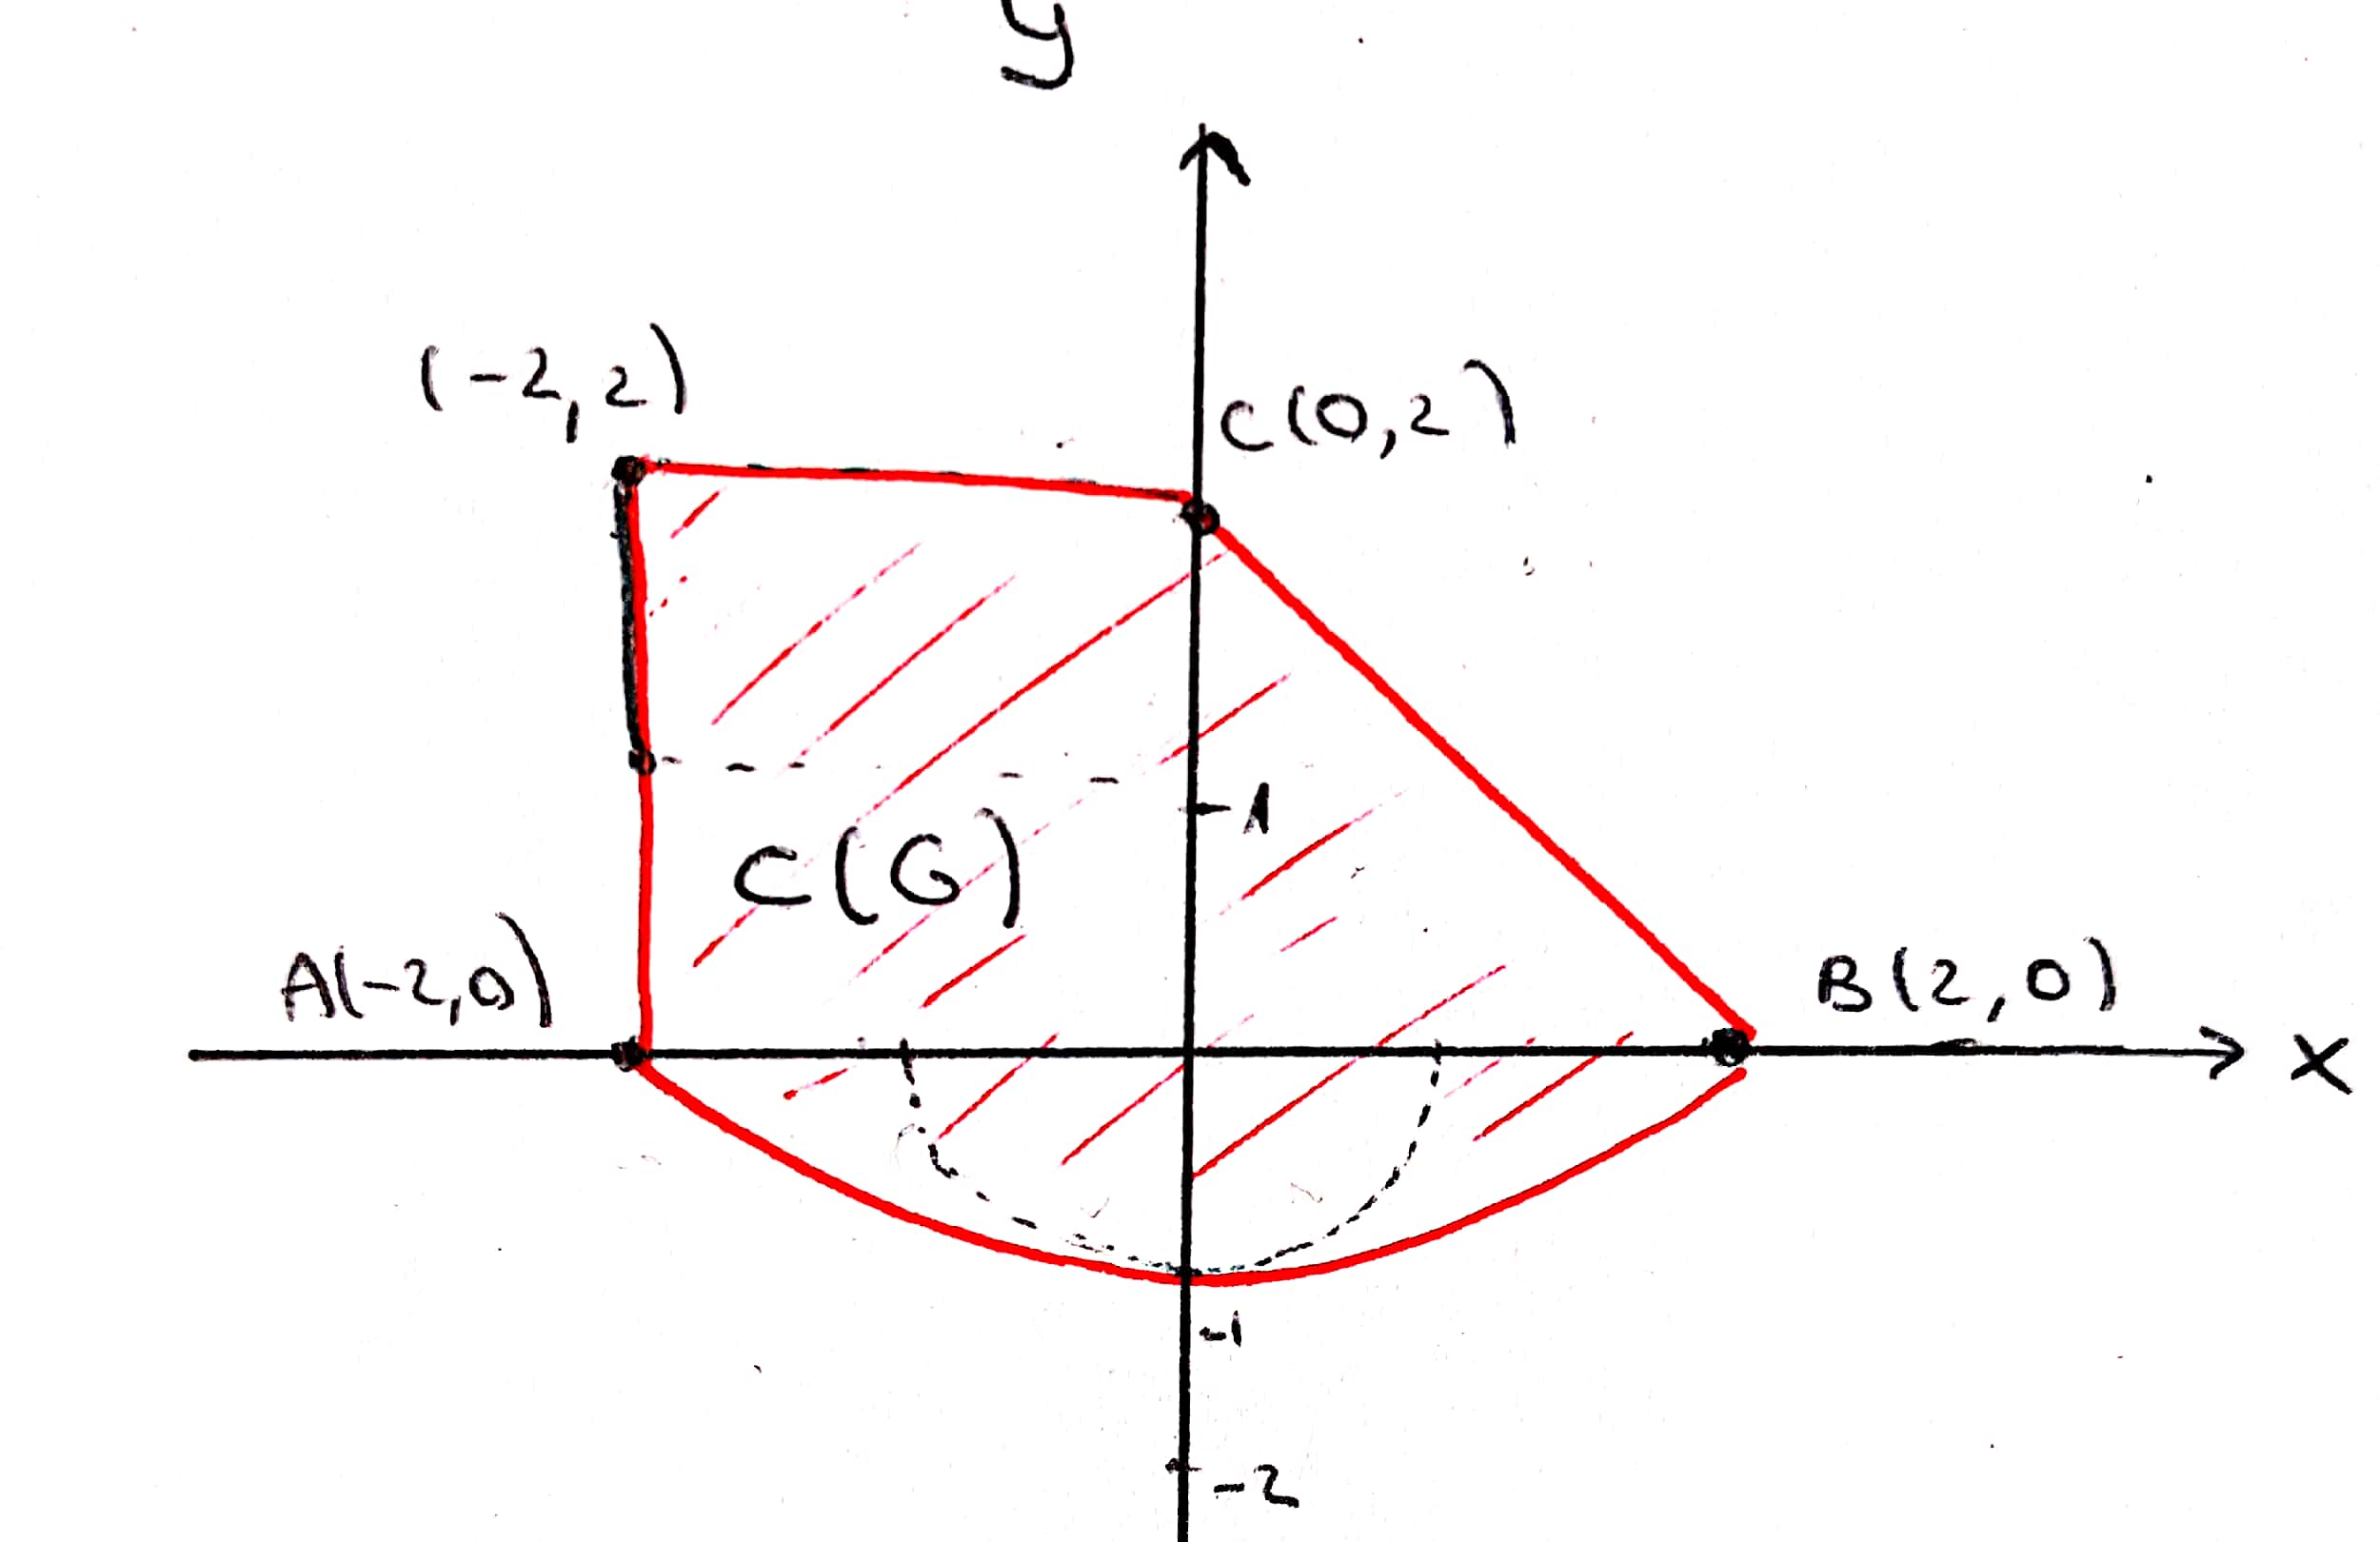 y
(-2,2)
C(0,2)
1
C(G)
A(-2,0)
B(2,0)
x
-1
-2